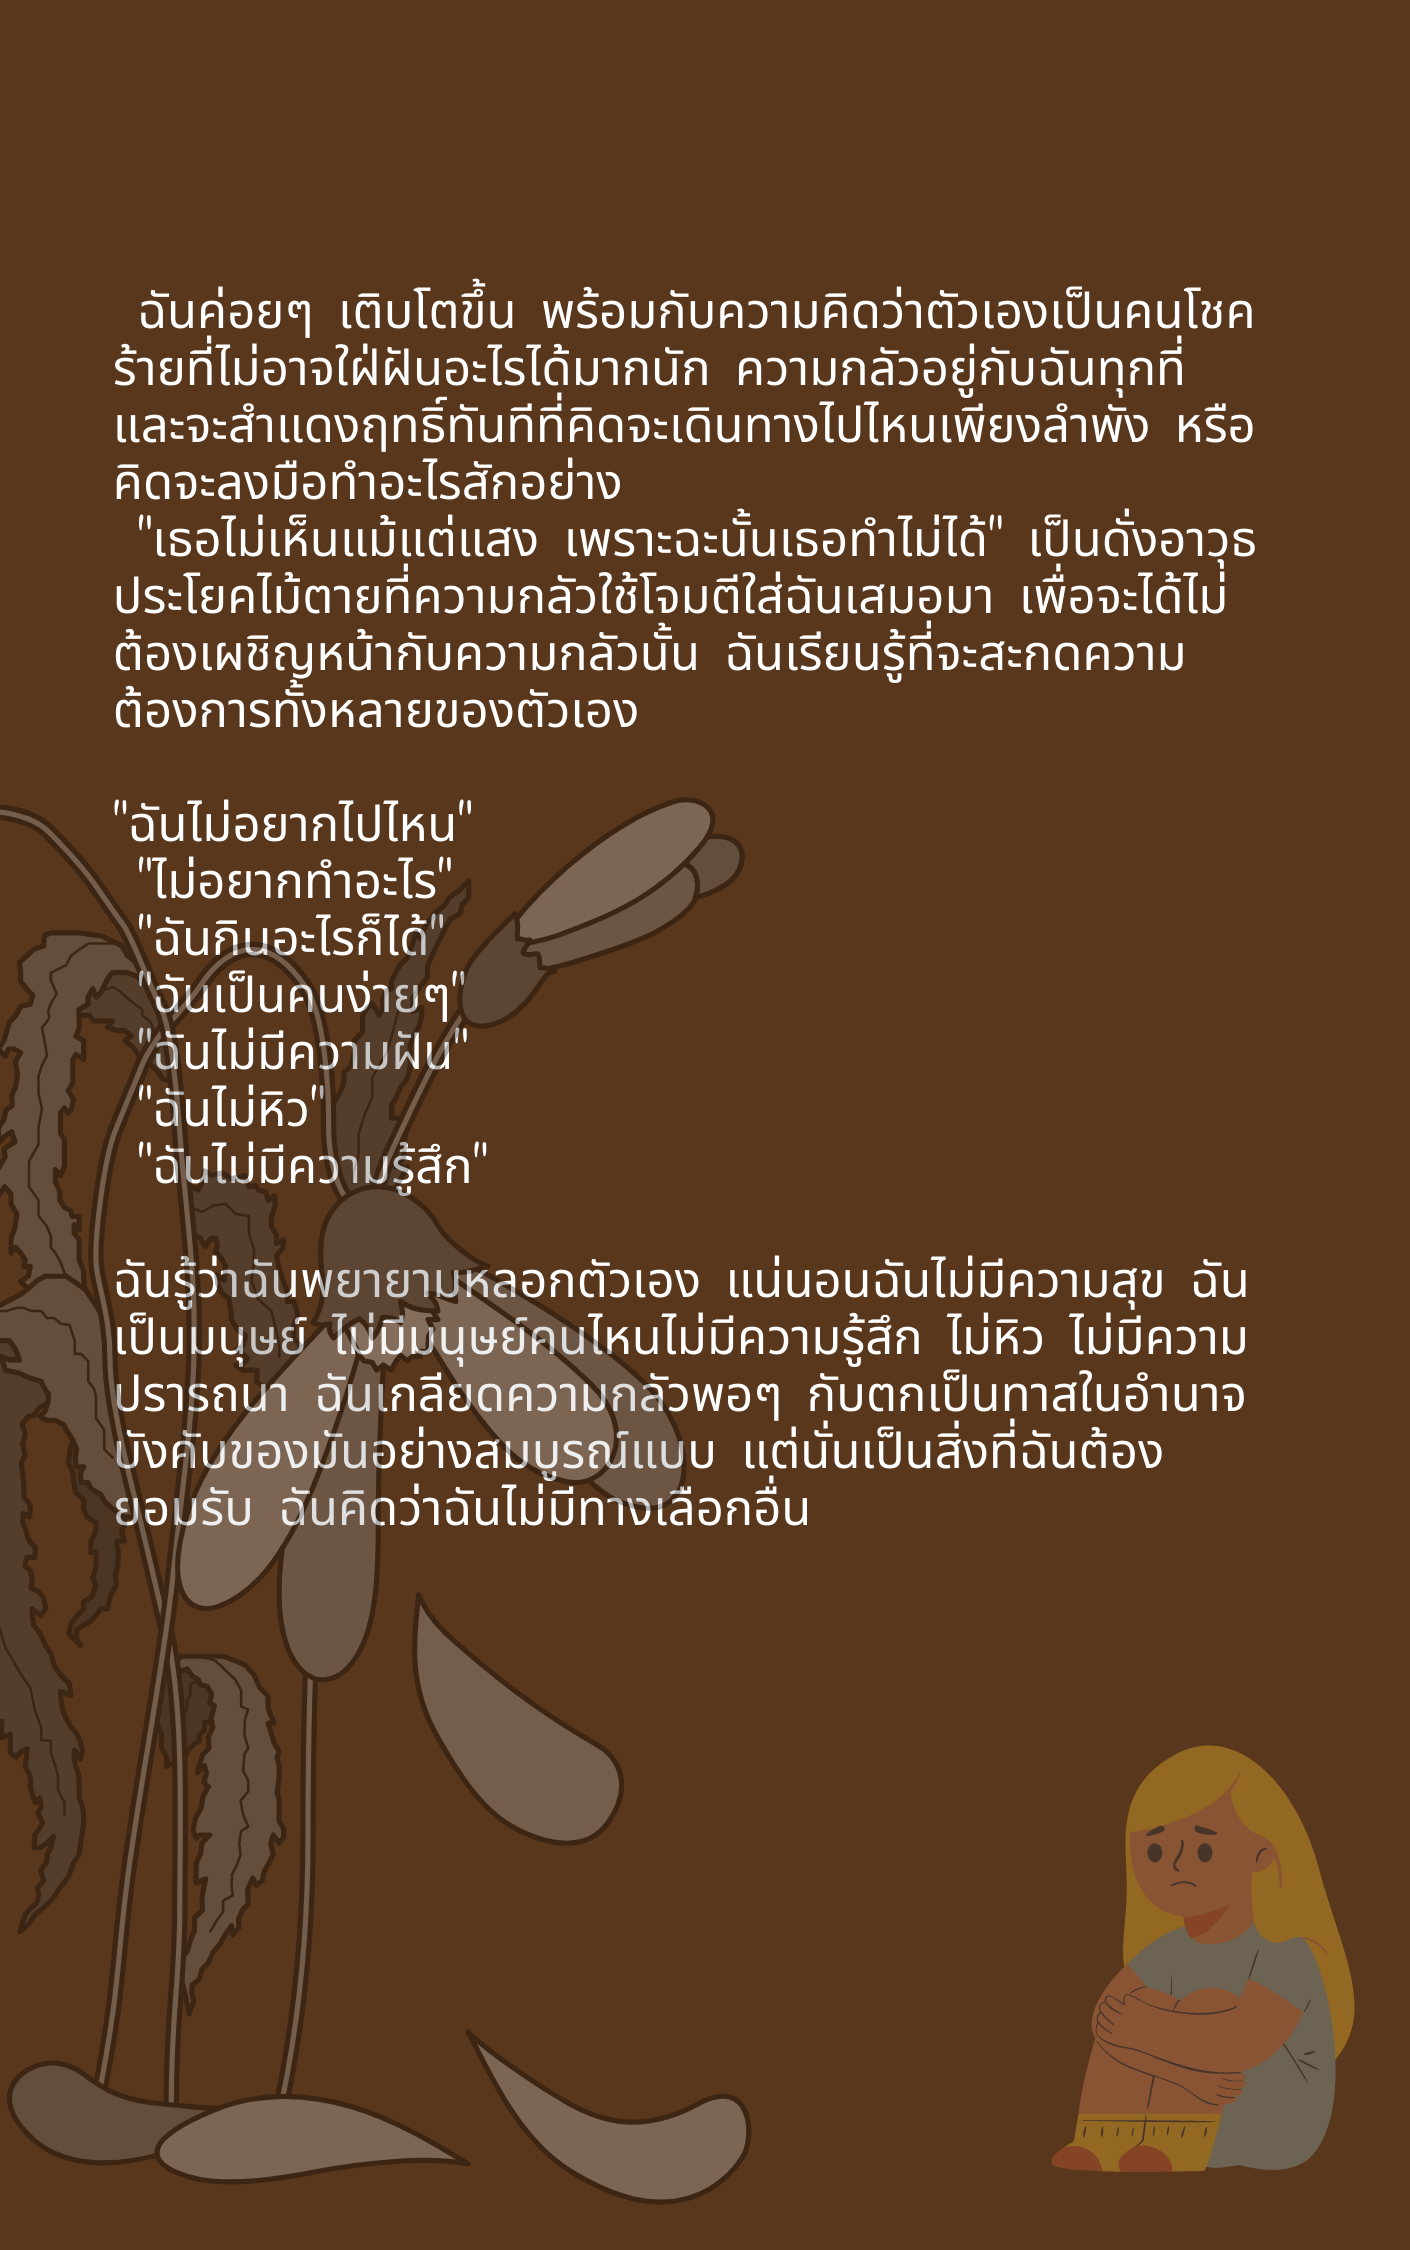 ฉันค่อยๆ เติบโตขึ้น พร้อมกับความคิดว่าตัวเองเป็นคนโชค
ร้ายที่ไม่อาจใฝ่ฝันอะไรได้มากนัก ความกลัวอยู่กับฉันทุกที่
และจะสำแดงฤทธิ์ทันทีที่คิดจะเดินทางไปไหนเพียงลำพัง หรือ
คิดจะลงมือทำอะไรสักอย่าง
"เธอไม่เห็นแม้แต่แสง เพราะฉะนั้นเธอทำไม่ได้" เป็นดั่งอาวุธ
ประโยคไม้ตายที่ความกลัวใช้โจมตีใส่ฉันเสมอมา เพื่อจะได้ไม่
ต้องเผชิญหน้ากับความกลัวนั้น ฉันเรียนรู้ที่จะสะกดความ
ต้องการทั้งหลายของตัวเอง
"ฉันไม่อยากไปไหน"
"ไม่อยากทำอะไร"
"ฉันกินอะไรก็ได้"
"ฉันเป็นคนง่ายๆ"
"ฉันไม่มีความฝัน"
"ฉันไม่หิว"
"ฉันไม่มีความรู้สึก"
ฉันรู้ว่าฉันพยายามหลอกตัวเอง แน่นอนฉันไม่มีความสุข ฉัน
เป็นมนุษย์ ไม่มีมนุษย์คนไหนไม่มีความรู้สึก ไม่หิว ไม่มีความ
ปรารถนา ฉันเกลียดความกลัวพอๆ กับตกเป็นทาสในอำนาจ
บังคับของมันอย่างสมบูรณ์แบบ แต่นั่นเป็นสิ่งที่ฉันต้อง
ยอมรับ ฉันคิดว่าฉันไม่มีทางเลือกอื่น